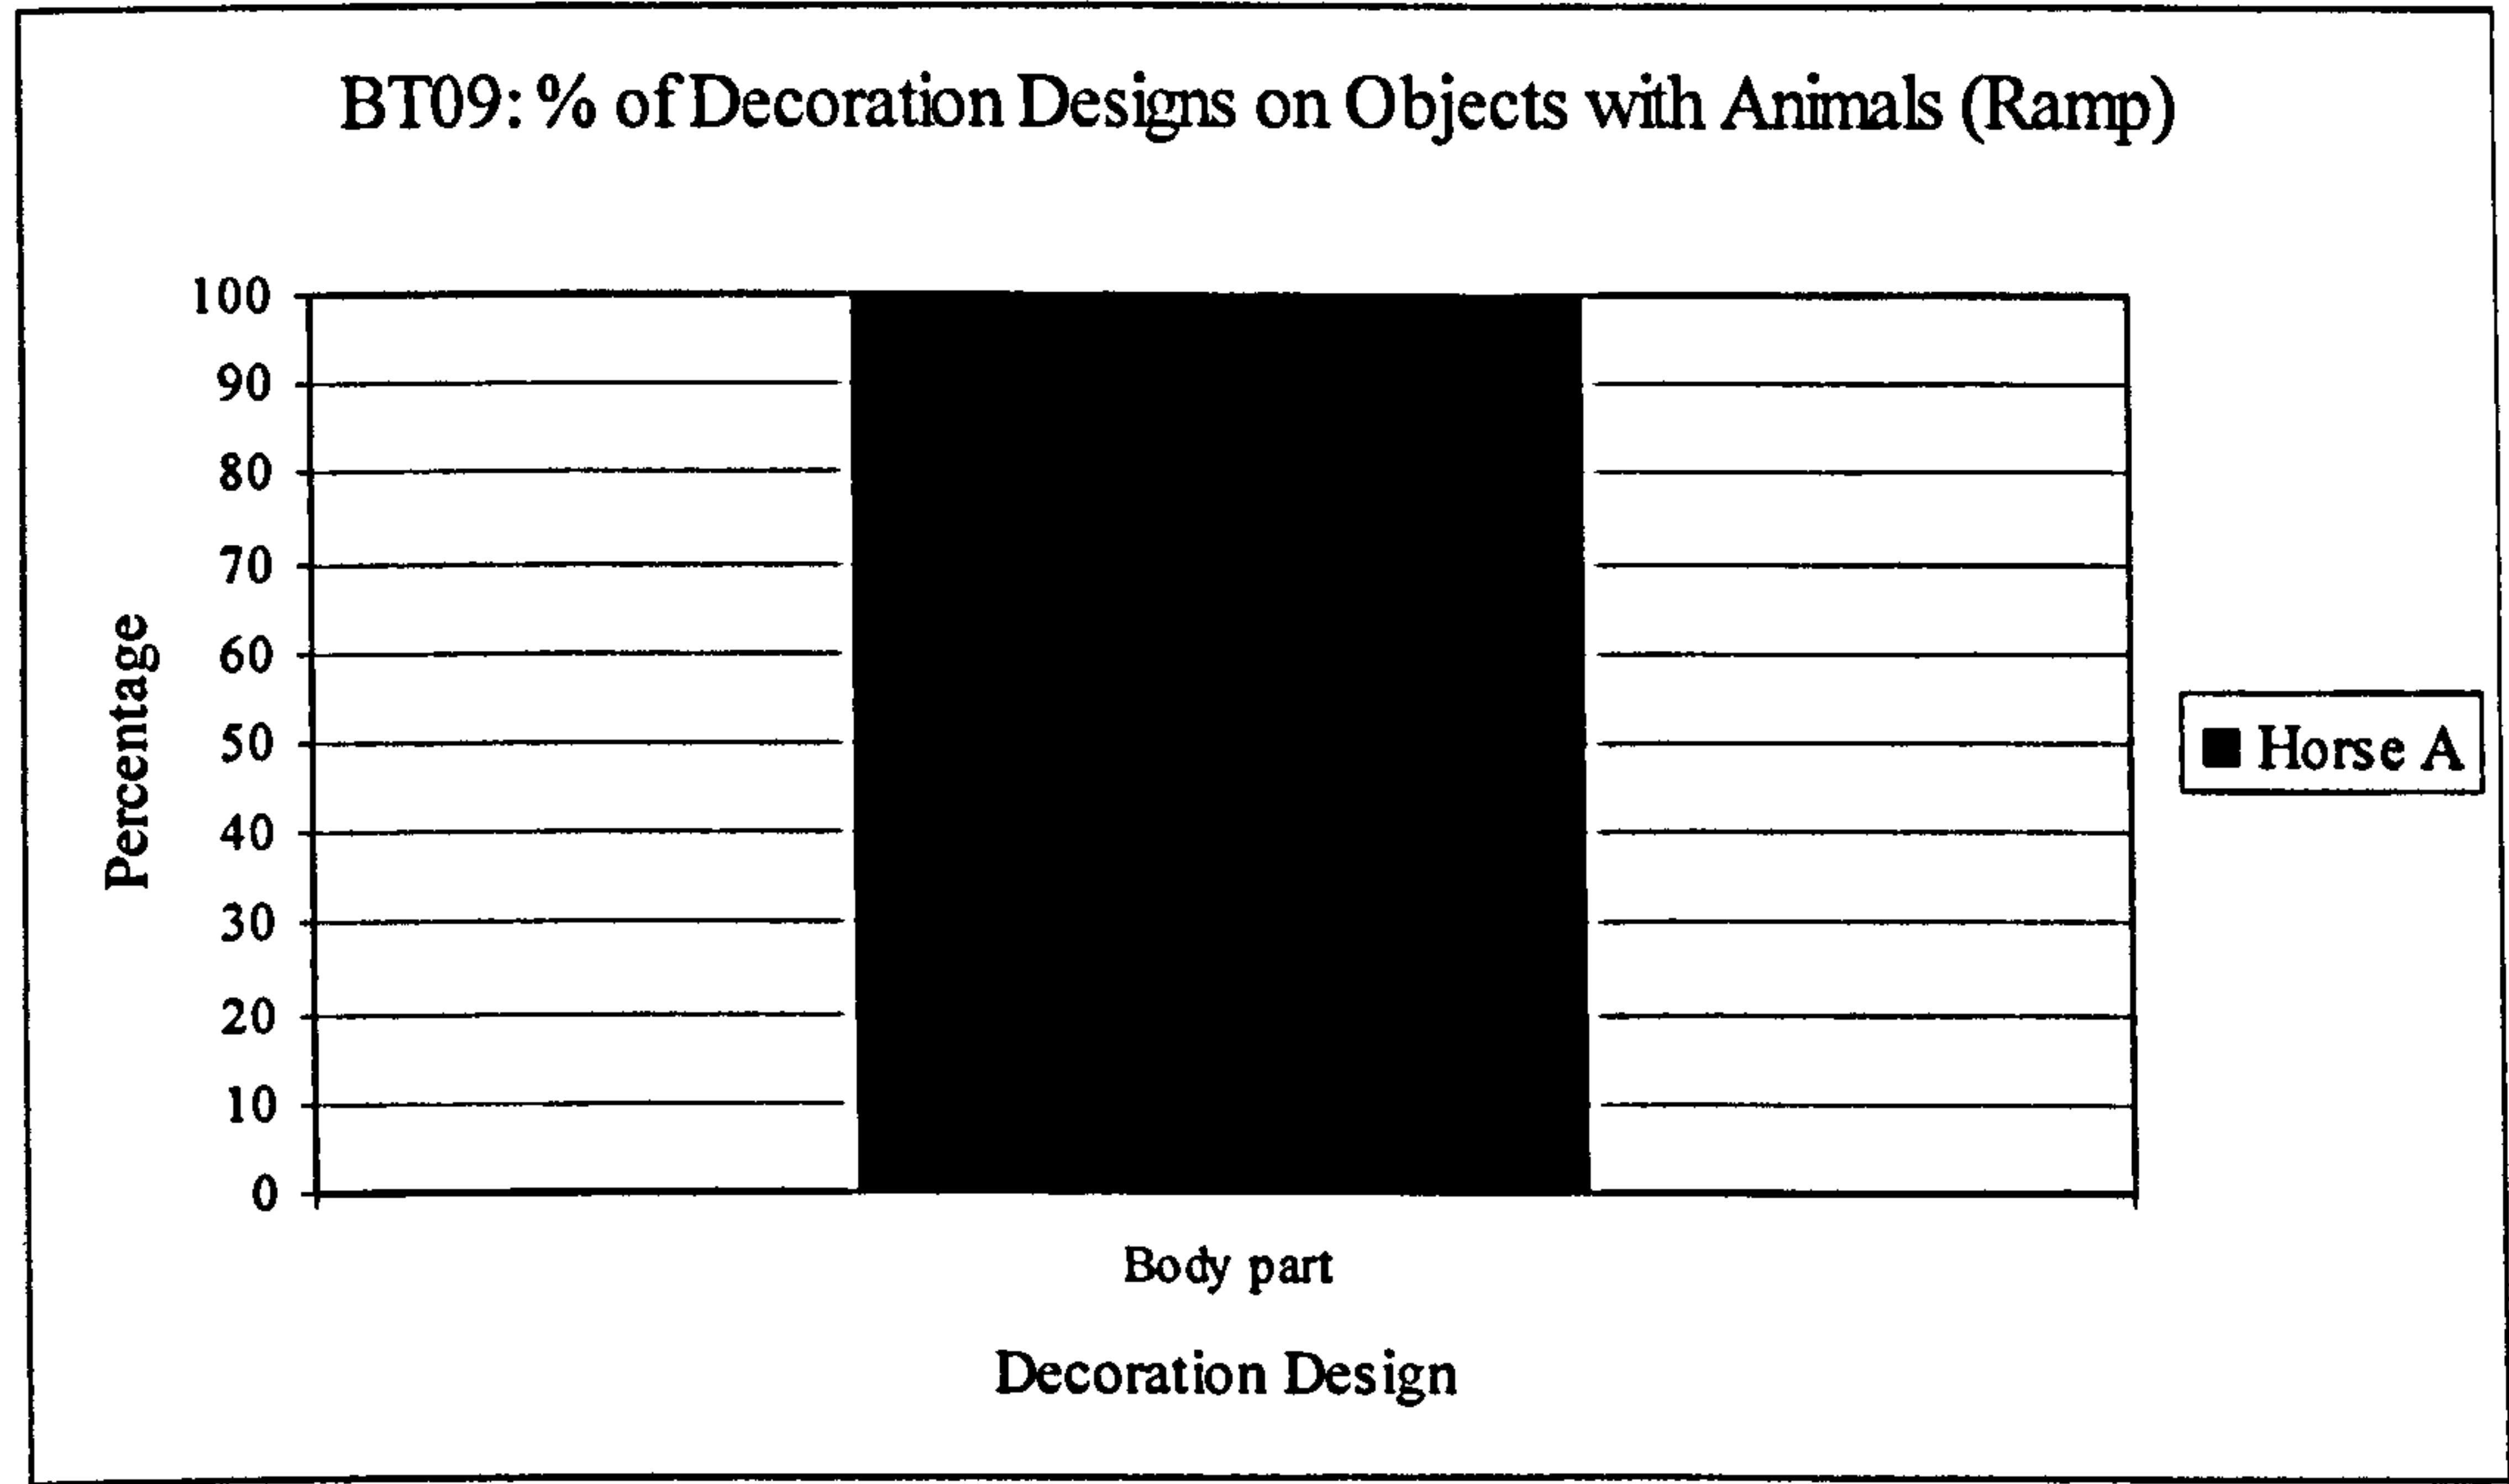 BT09: % of Decoration Designs on Objects with Animals (Ramp)
100
90
80
70
60
50
40
30
20
10
0
Percentage
Horse A
Body part
Decoration Design